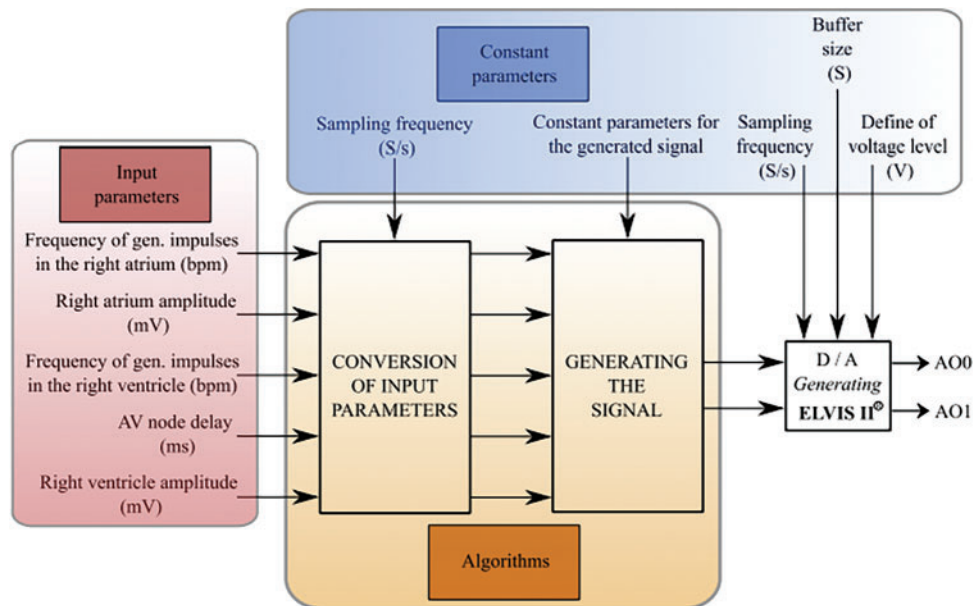 Constant
parameters
Buffer
size
(S)
Sampling frequency
(S/s)
Constant parameters for
the generated signal
Sampling
frequency
(S/s)
Define of
voltage level
(V)
Input
parameters
Frequency of gen. impulses
in the right atrium (bpm)
Right atrium amplitude
(mV)
Frequency of gen. impulses
in the right ventricle (bpm)
AV node delay
(ms)
Right ventricle amplitude
(mV)
CONVERSION
OF INPUT
PARAMETERS
GENERATING
THE
SIGNAL
D / A
Generating
ELVIS II⊕
AO0
AO1
Algorithms